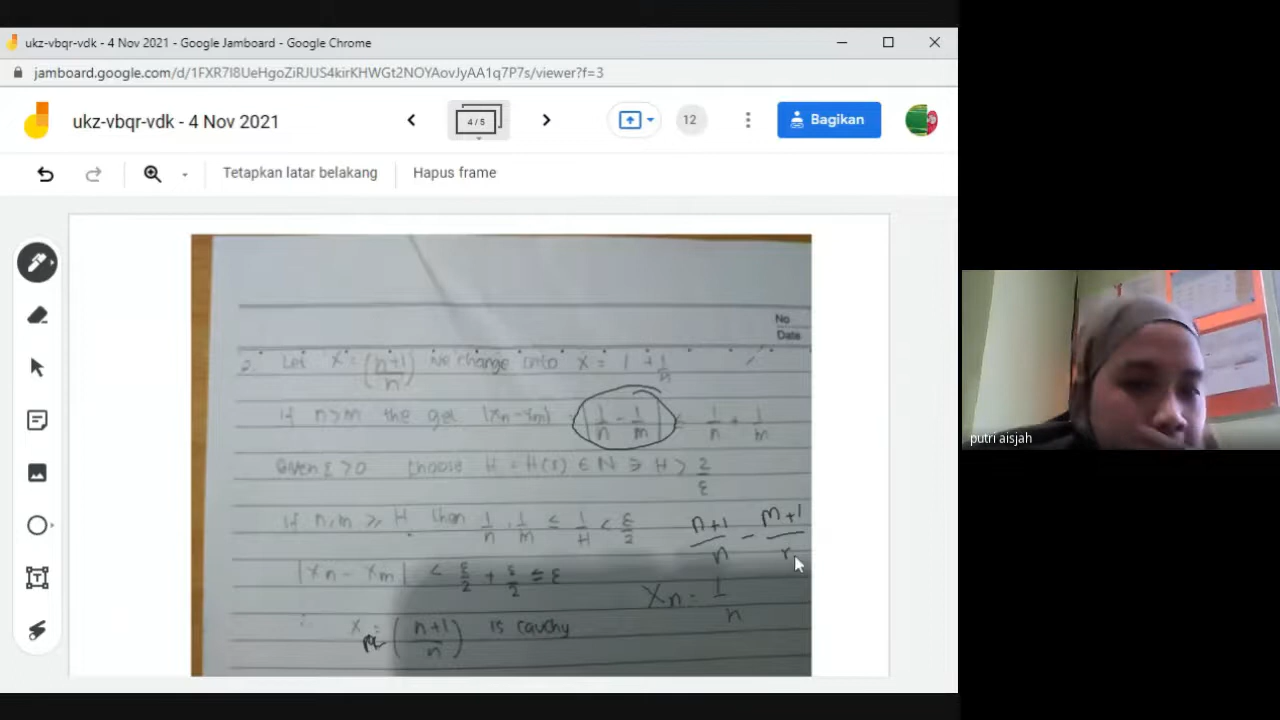 ukz-vbqr-vdk - 4 Nov 2021 - Google Jamboard - Google Chrome
jamboard.google.com/d/1FXR7I8UeHgoZiRJUS4kirKHWGt2NOYAovJyAA1q7P7s/viewer?f=3
ukz-vbqr-vdk - 4 Nov 2021
4 / 5
12
Bagikan
Tetapkan latar belakang
Hapus frame
No
Date
2. Let X = (n+1/n) we change into X = 1 + 1/n
If n>m the get |Xn - Xm| = |1/n - 1/m| ≤ 1/n + 1/m
Given ε > 0 choose H = H(ε) ∈ N ∋ H > 2/ε
If n,m ≥ H then 1/n , 1/m ≤ 1/H < ε/2
n+1/n - m+1/
|Xn - Xm| < ε/2 + ε/2 ≤ ε
Xn = 1/n
X = (n+1/n) is cauchy
putri aisjah